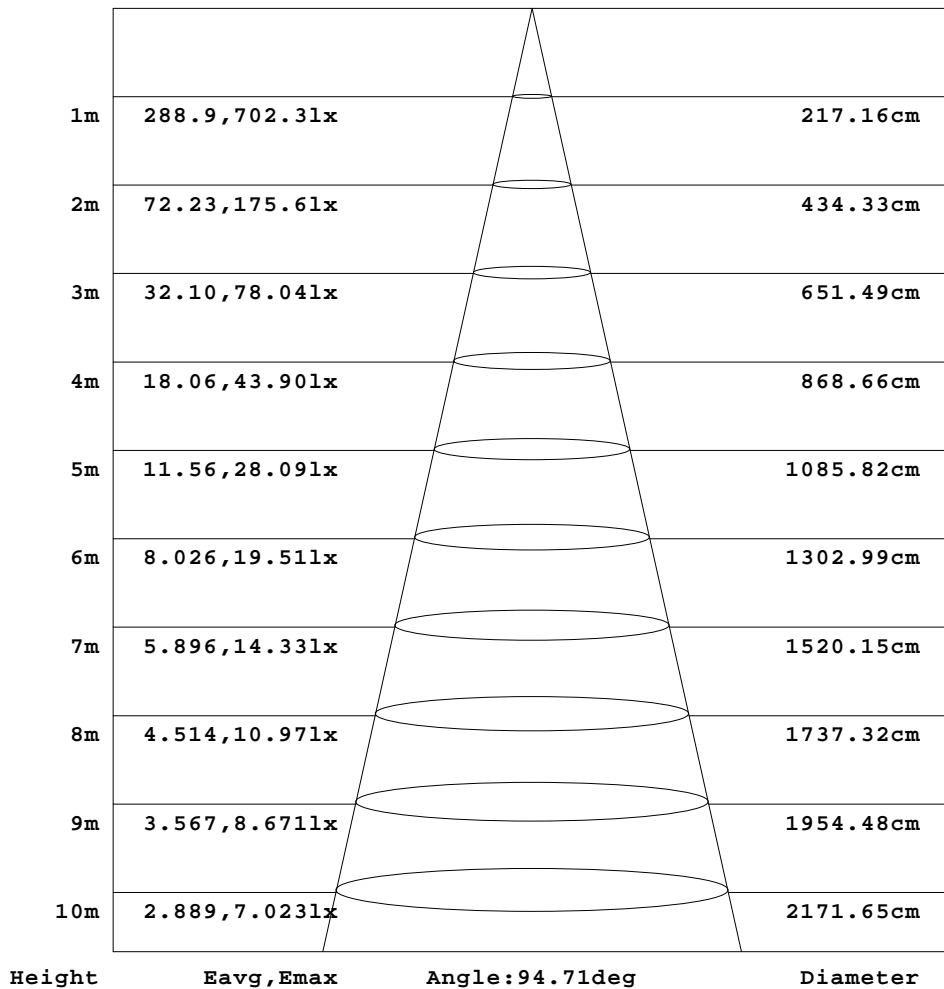 1m 288.9,702.3lx 217.16cm
2m 72.23,175.6lx 434.33cm
3m 32.10,78.04lx 651.49cm
4m 18.06,43.90lx 868.66cm
5m 11.56,28.09lx 1085.82cm
6m 8.026,19.51lx 1302.99cm
7m 5.896,14.33lx 1520.15cm
8m 4.514,10.97lx 1737.32cm
9m 3.567,8.671lx 1954.48cm
10m 2.889,7.023lx 2171.65cm
Height Eavg,Emax Angle:94.71deg Diameter